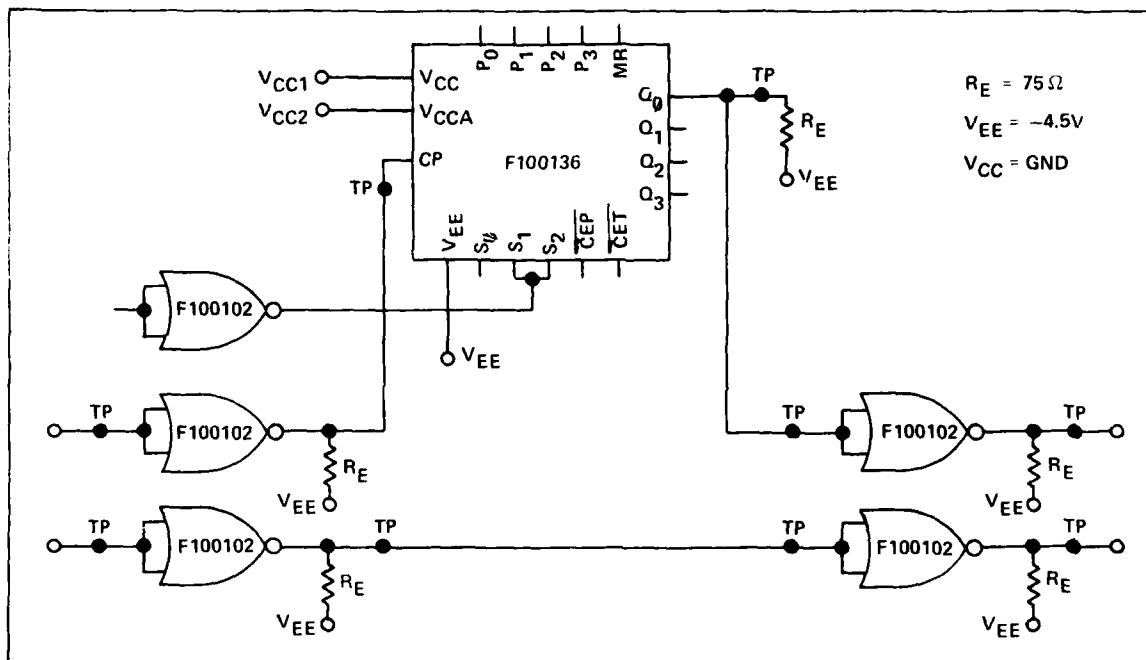 P0 P1 P2 P3 MR
VCC1 VCC
VCC2 VCCA
CP
TP
F100136
Q0
Q1
Q2
Q3
TP
RE
VEE
RE = 75Ω
VEE = −4.5V
VCC = GND
VEE S0 S1 S2 CEP CET
F100102
VEE
TP F100102
RE
VEE
TP F100102 TP
RE
VEE
TP F100102 TP
RE
VEE
TP F100102 TP
RE
VEE